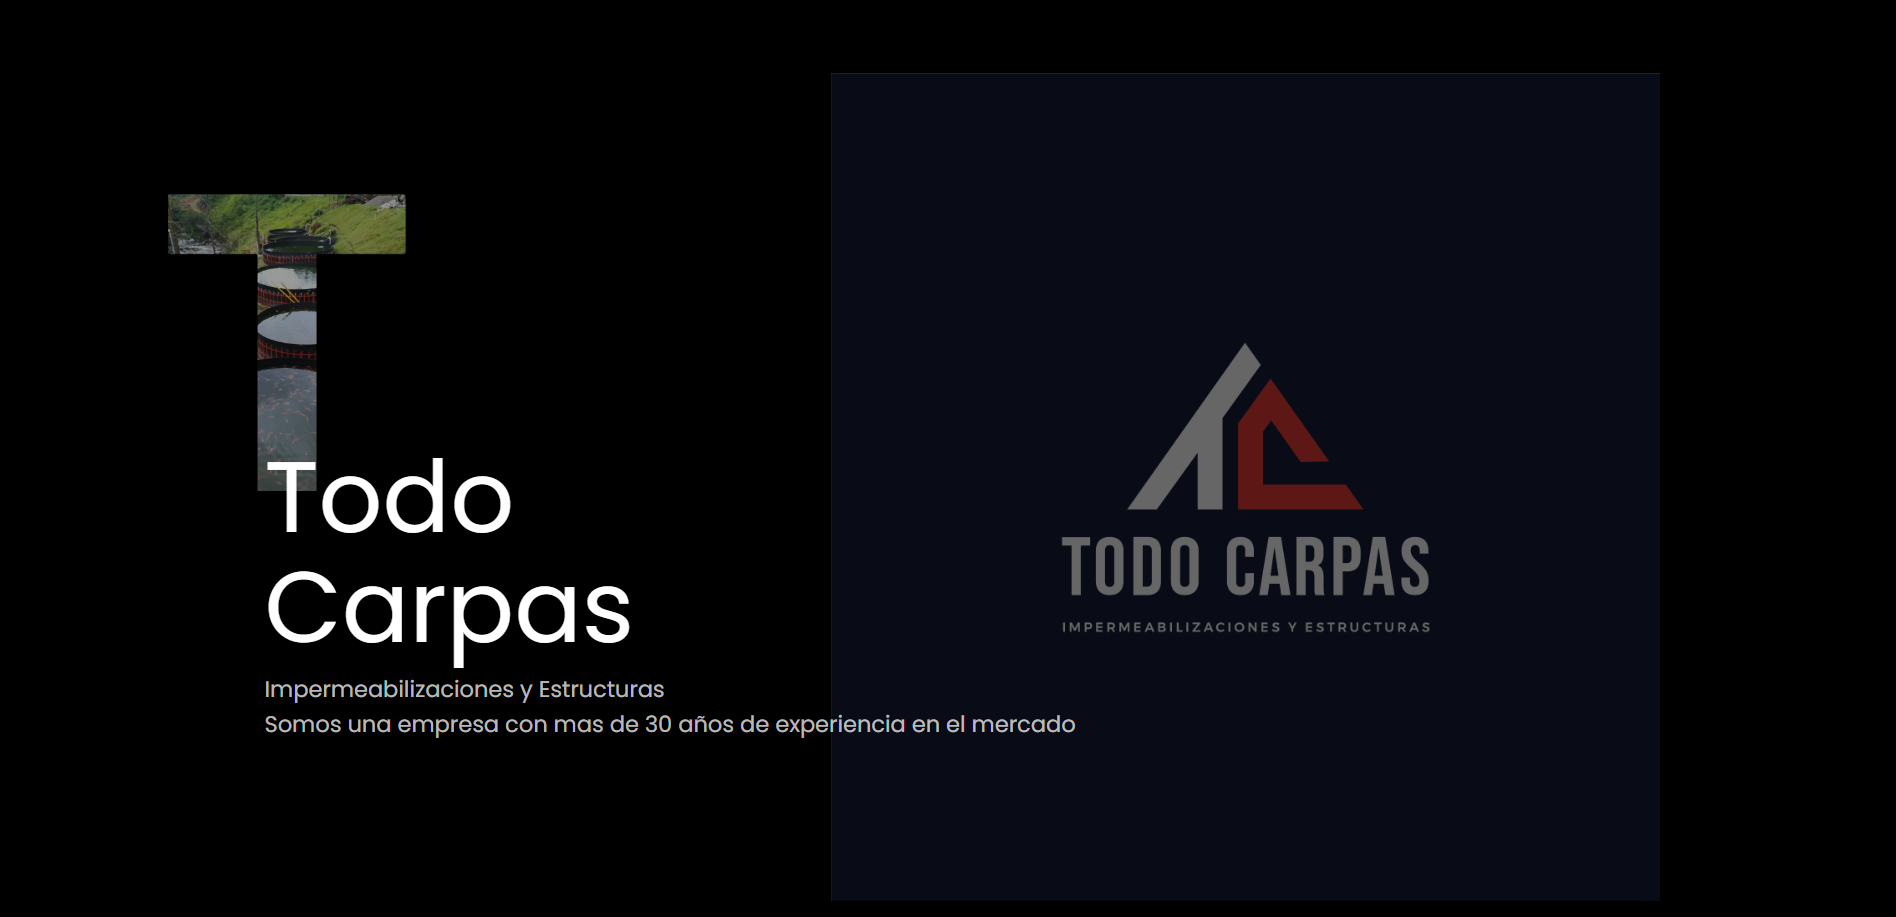 Todo
Carpas
Impermeabilizaciones y Estructuras
Somos una empresa con mas de 30 años de experiencia en el mercado
TC
TODO CARPAS
IMPERMEABILIZACIONES Y ESTRUCTURAS